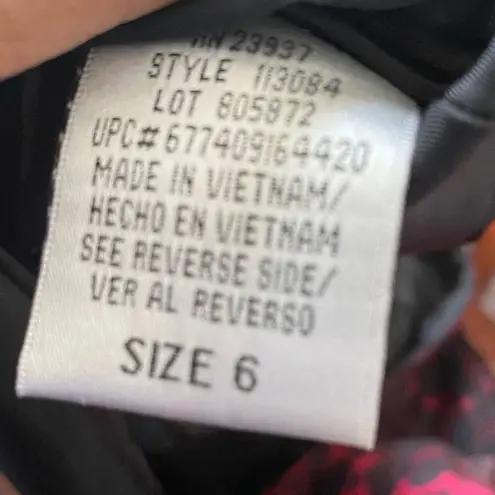 RN 23937
STYLE 113084
LOT 805872
UPC# 677409164420
MADE IN VIETNAM/
HECHO EN VIETNAM
SEE REVERSE SIDE/
VER AL REVERSO
SIZE 6